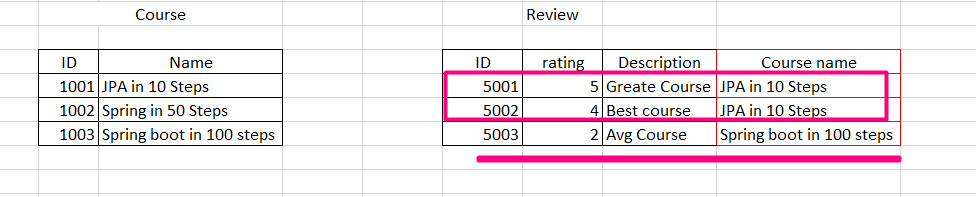 Course Review
ID Name ID rating Description Course name
1001 JPA in 10 Steps 5001 5 Greate Course JPA in 10 Steps
1002 Spring in 50 Steps 5002 4 Best course JPA in 10 Steps
1003 Spring boot in 100 steps 5003 2 Avg Course Spring boot in 100 steps